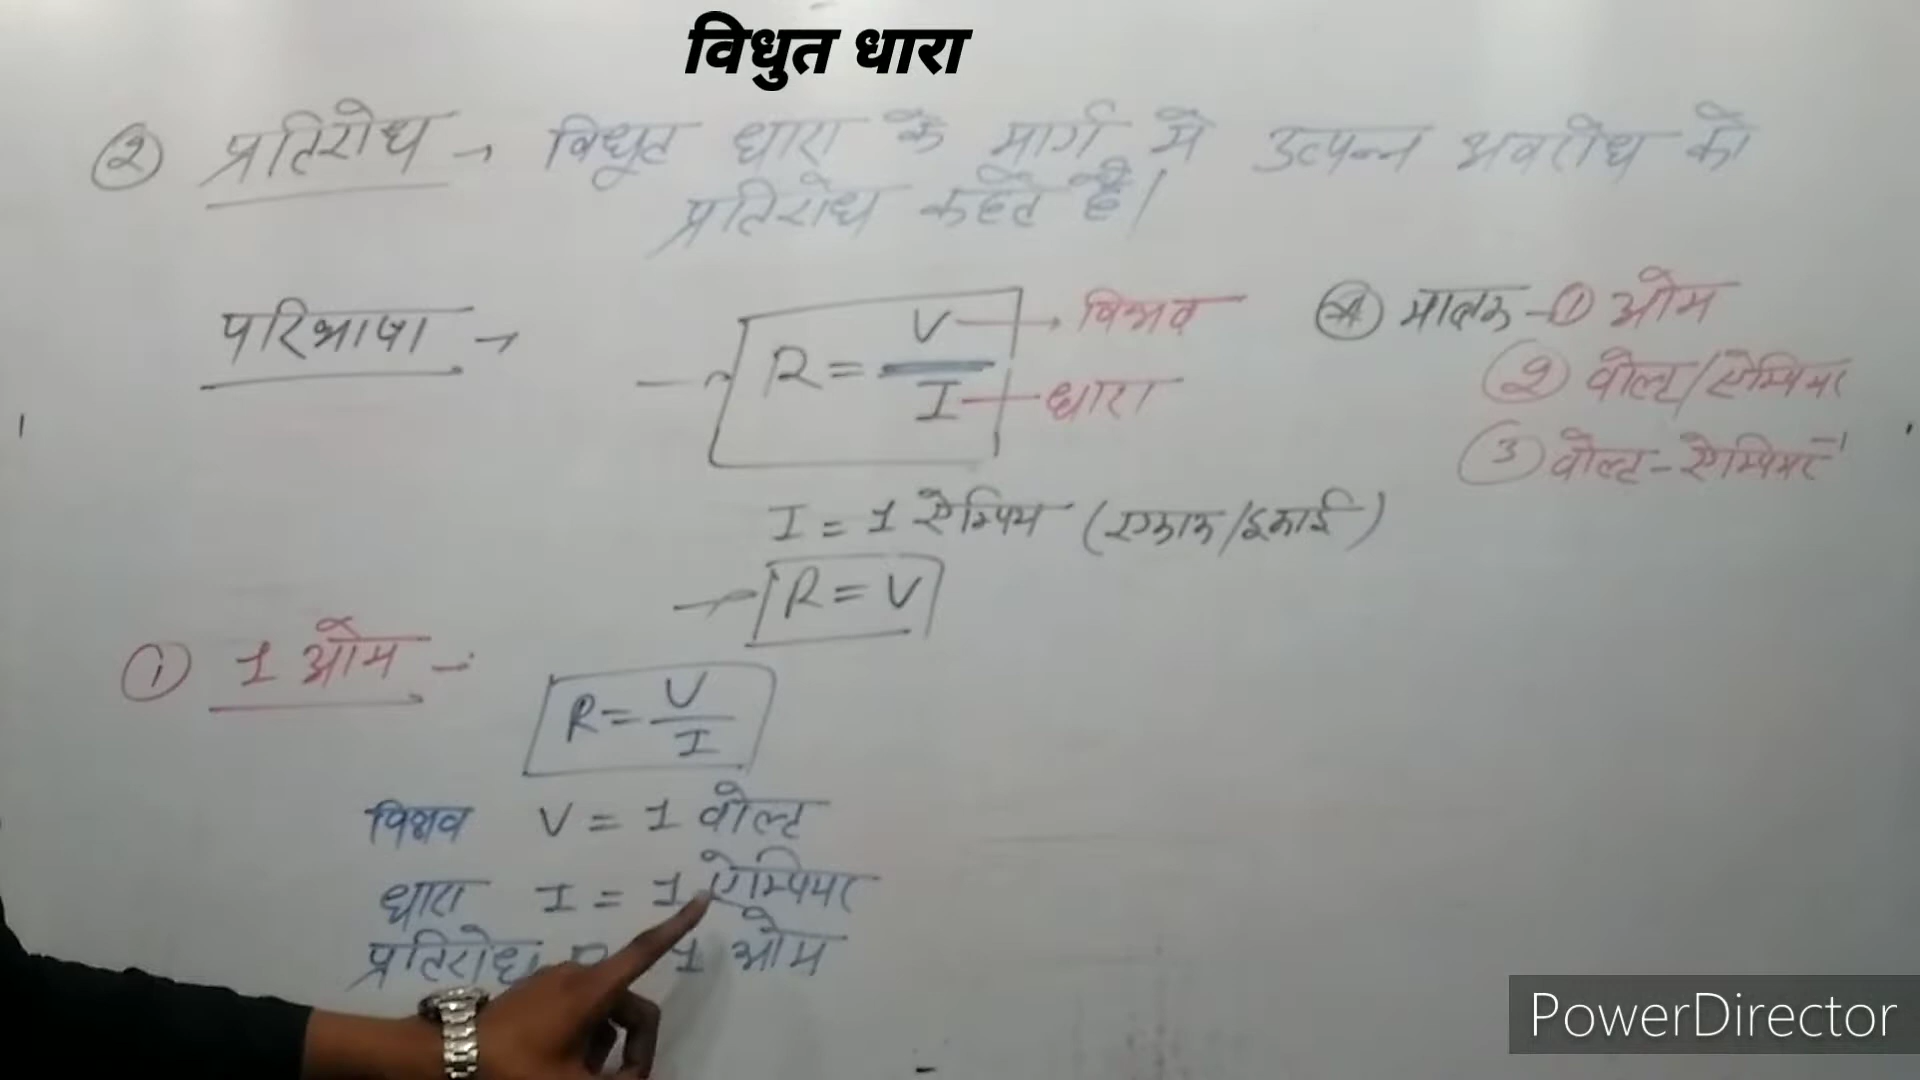 विधुत धारा
② प्रतिरोध → विधूत धारा के मार्ग मे उत्पन्न अवरोध को
प्रतिरोध कहते है।
परिभाषा →
R = V / I
विभव
धारा
मात्रक - ① ओम
② वोल्ट/ऐम्पियर
③ वोल्ट-ऐम्पियर⁻¹
I = 1 ऐम्पिय (एकांक/इकाई)
R = V
① 1 ओम -
R = V / I
विभव V = 1 वोल्ट
धारा I = 1 ऐम्पियर
प्रतिरोध 1 ओम
PowerDirector